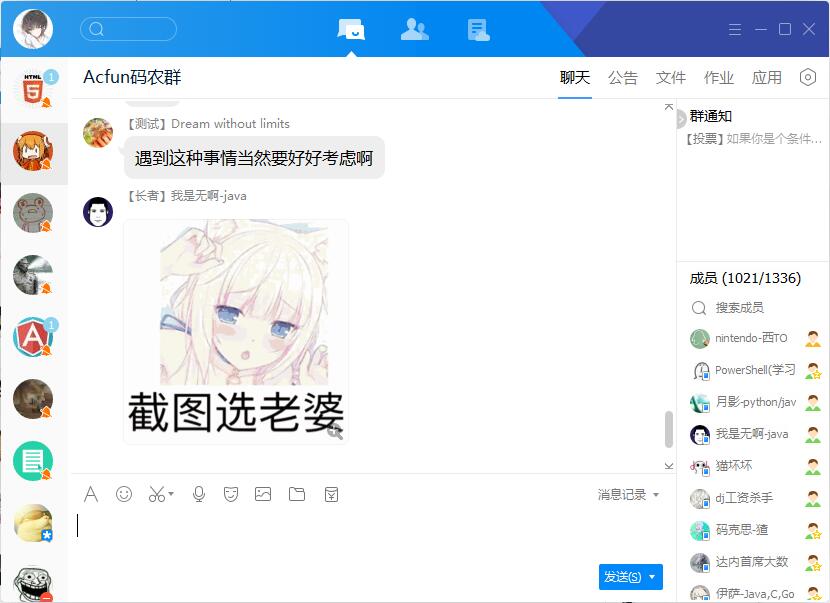 HTML
5
1
Acfun码农群
聊天
公告
文件
作业
应用
【测试】Dream without limits
遇到这种事情当然要好好考虑啊
【长者】我是无啊-java
截图选老婆
A
1
消息记录
发送(S)
群通知
【投票】如果你是个条件…
成员 (1021/1336)
搜索成员
nintendo-西TO
PowerShell(学习
月影-python/jav
我是无啊-java
猫坏坏
dj工资杀手
码克思-猹
达内首席大数
伊萨-Java,C,Go